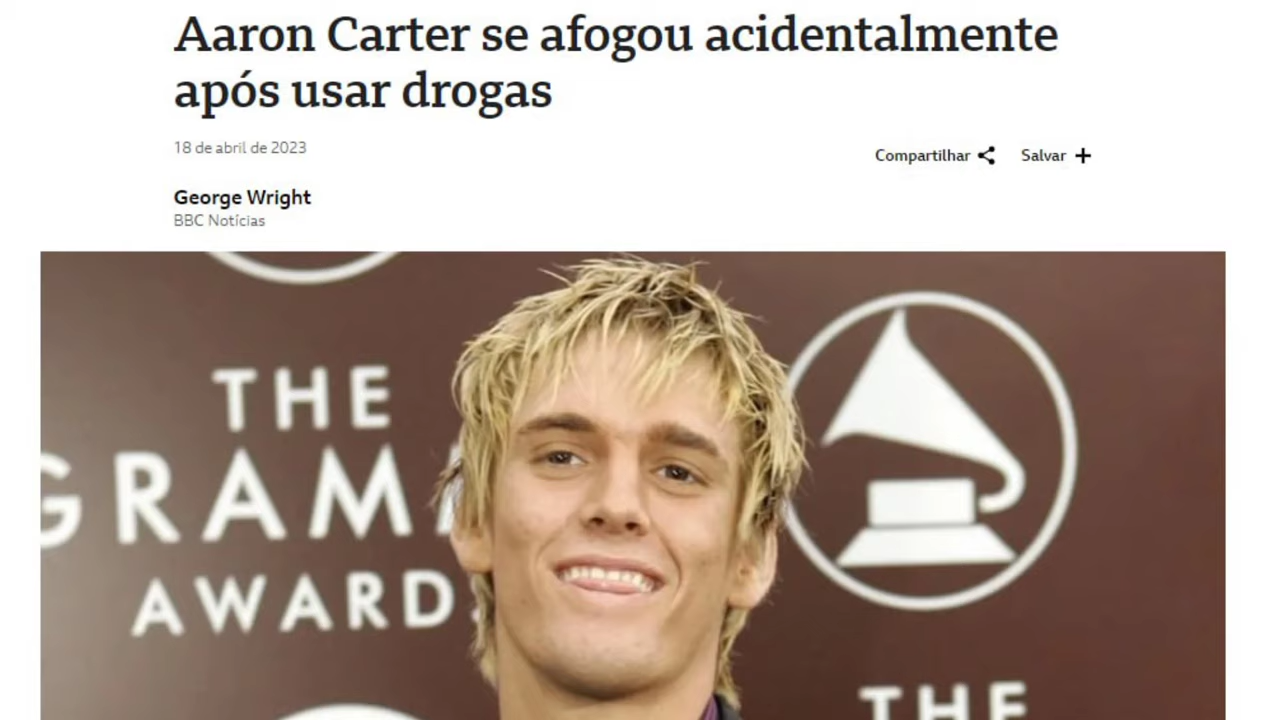 Aaron Carter se afogou acidentalmente
após usar drogas
18 de abril de 2023
Compartilhar
Salvar
George Wright
BBC Notícias
THE
GRAM
AWARD
THE